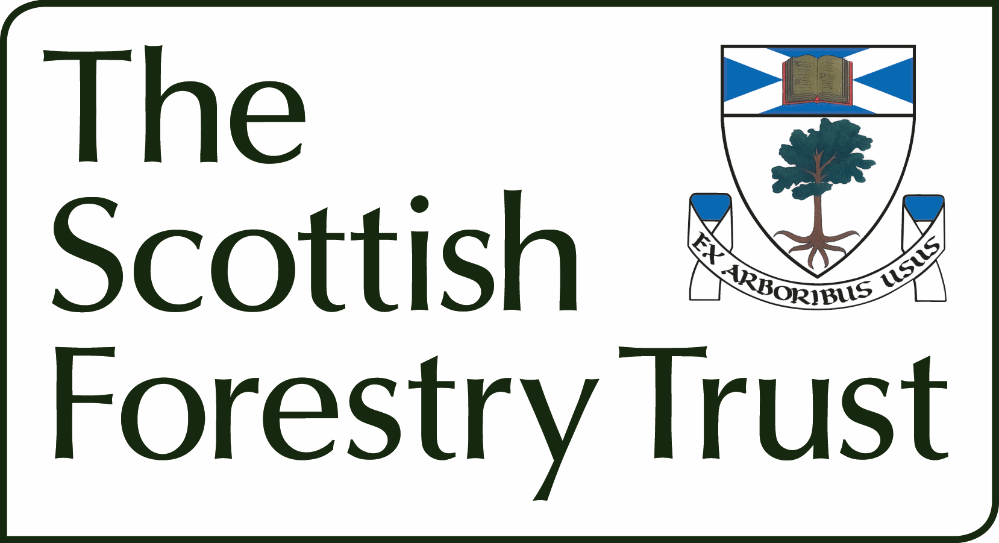 The
Scottish
Forestry Trust
EX ARBORIBUS USUS